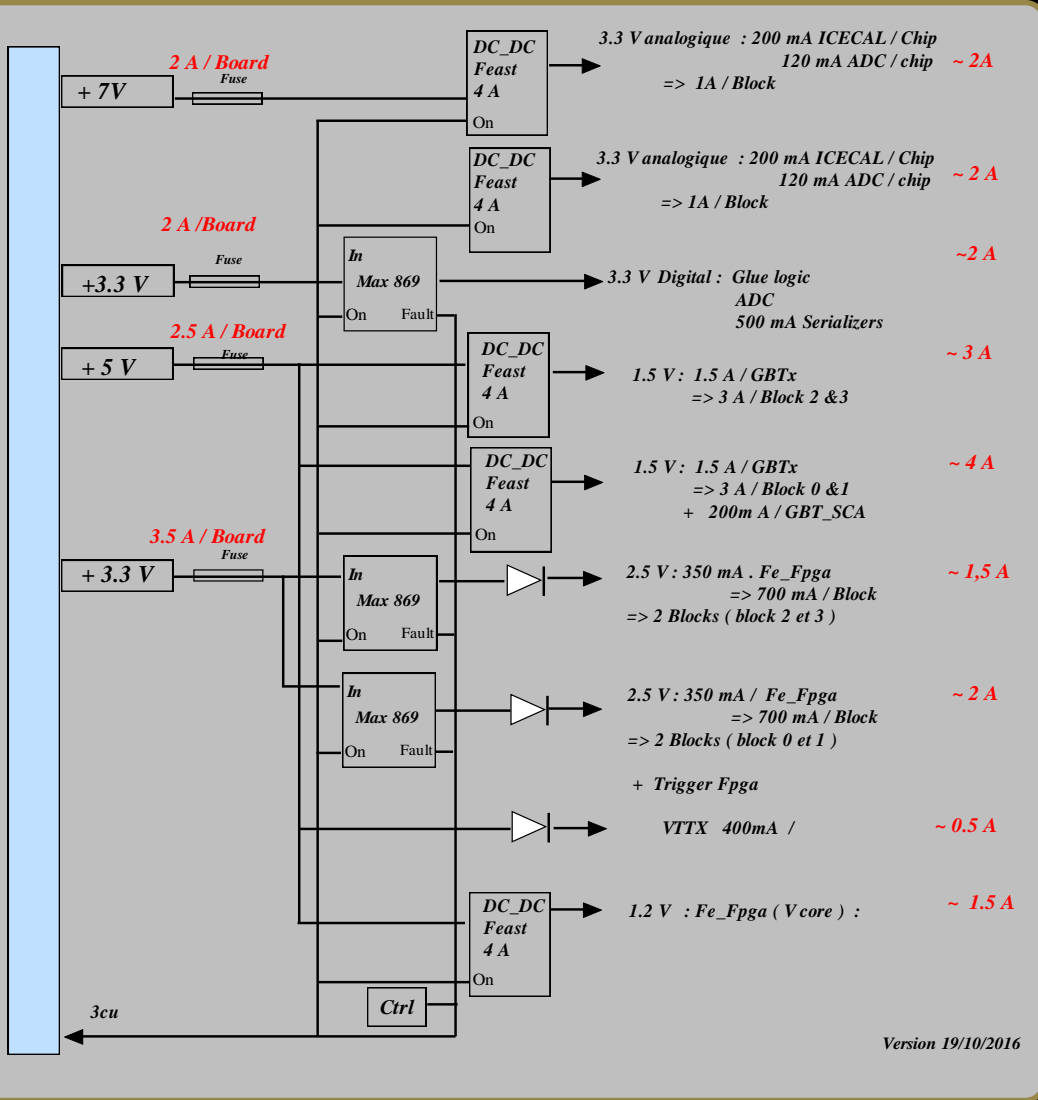 2 A / Board
Fuse
+ 7V
DC_DC
Feast
4 A
On
3.3 V analogique : 200 mA ICECAL / Chip
120 mA ADC / chip
=> 1A / Block
~ 2A
DC_DC
Feast
4 A
On
3.3 V analogique : 200 mA ICECAL / Chip
120 mA ADC / chip
=> 1A / Block
~ 2 A
2 A /Board
Fuse
+3.3 V
In
Max 869
On Fault
3.3 V Digital : Glue logic
ADC
500 mA Serializers
~2 A
2.5 A / Board
Fuse
+ 5 V
DC_DC
Feast
4 A
On
1.5 V : 1.5 A / GBTx
=> 3 A / Block 2 &3
~ 3 A
DC_DC
Feast
4 A
On
1.5 V : 1.5 A / GBTx
=> 3 A / Block 0 &1
+ 200m A / GBT_SCA
~ 4 A
3.5 A / Board
Fuse
+ 3.3 V
In
Max 869
On Fault
2.5 V : 350 mA . Fe_Fpga
=> 700 mA / Block
=> 2 Blocks ( block 2 et 3 )
~ 1,5 A
In
Max 869
On Fault
2.5 V : 350 mA / Fe_Fpga
=> 700 mA / Block
=> 2 Blocks ( block 0 et 1 )
+ Trigger Fpga
~ 2 A
VTTX 400mA /
~ 0.5 A
DC_DC
Feast
4 A
On
1.2 V : Fe_Fpga ( V core ) :
~ 1.5 A
Ctrl
3cu
Version 19/10/2016